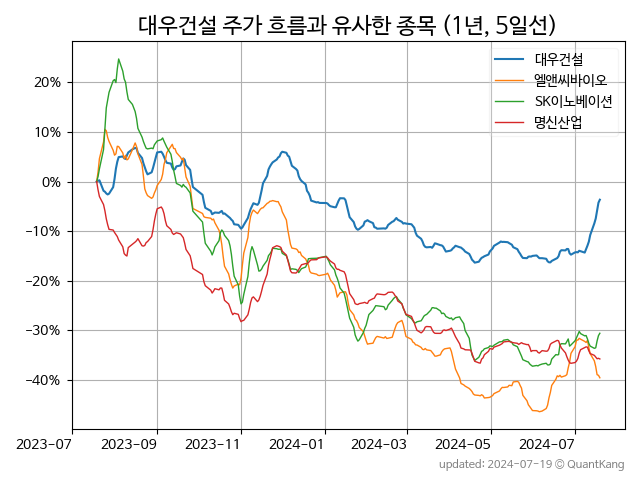 대우건설 주가 흐름과 유사한 종목 (1년, 5일선)
대우건설
엘앤씨바이오
SK이노베이션
명신산업
20%
10%
0%
−10%
−20%
−30%
−40%
2023-07 2023-09 2023-11 2024-01 2024-03 2024-05 2024-07
updated: 2024-07-19 © QuantKang